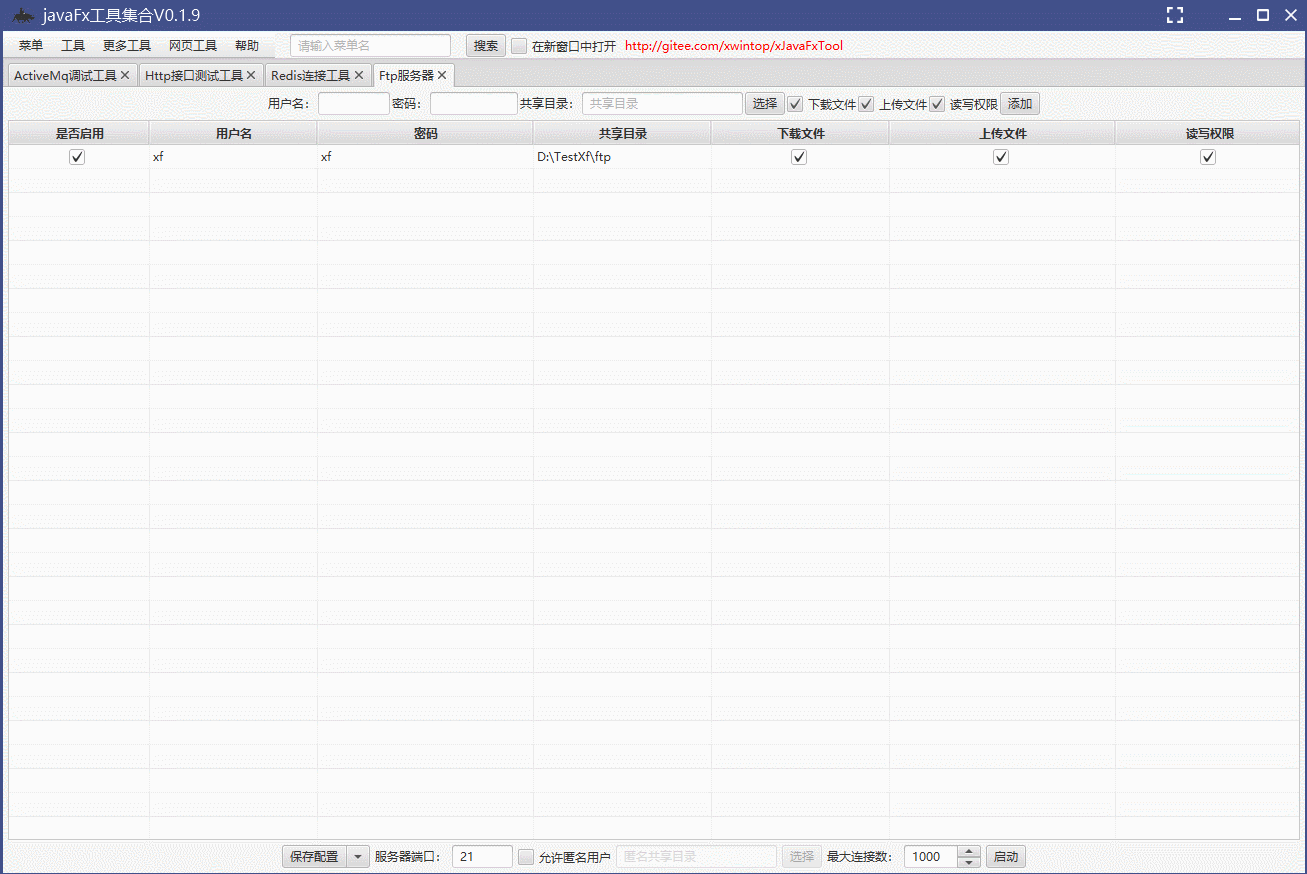 javaFx工具集合V0.1.9
菜单 工具 更多工具 网页工具 帮助 请输入菜单名 搜索 在新窗口中打开 http://gitee.com/xwintop/xJavaFxTool
ActiveMq调试工具 Http接口测试工具 Redis连接工具 Ftp服务器
用户名： 密码： 共享目录： 共享目录 选择 下载文件 上传文件 读写权限 添加
是否启用 用户名 密码 共享目录 下载文件 上传文件 读写权限
xf xf D:\TestXf\ftp
保存配置 服务器端口： 21 允许匿名用户 匿名共享目录 选择 最大连接数： 1000 启动